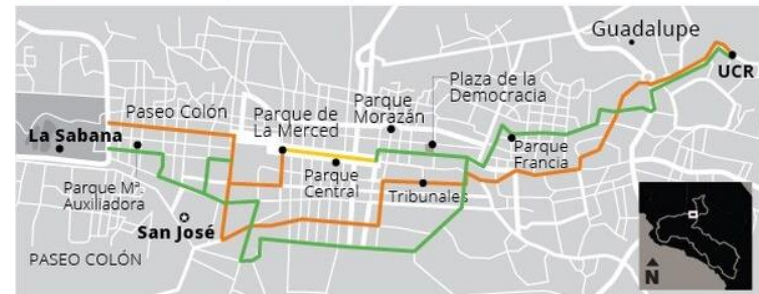 Guadalupe
UCR
Plaza de la
Democracia
Parque
Morazán
Paseo Colón
Parque de
La Merced
La Sabana
Parque
Francia
Parque
Central
Parque Mª.
Auxiliadora
Tribunales
San José
PASEO COLÓN
N